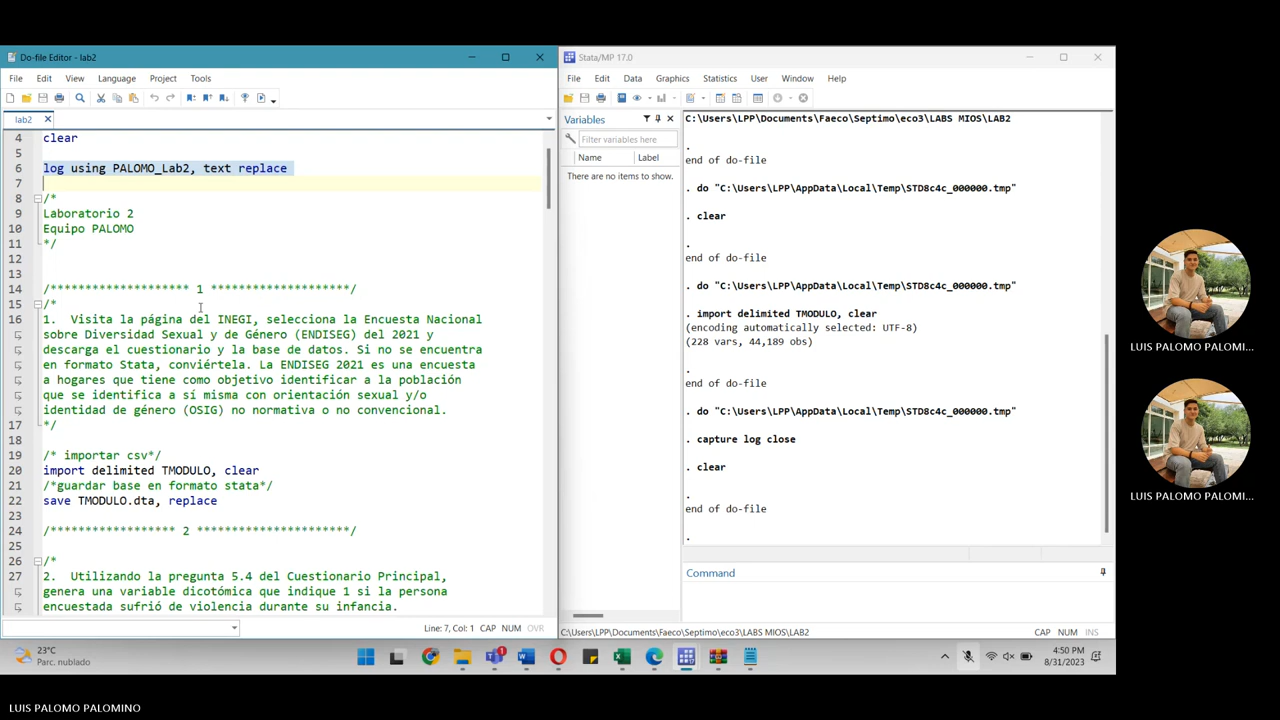 Do-file Editor - lab2
File Edit View Language Project Tools
lab2
4 clear
5
6 log using PALOMO_Lab2, text replace
7
8 /*
9 Laboratorio 2
10 Equipo PALOMO
11 */
12
13
14 /******************** 1 ********************/
15 /*
16 1. Visita la página del INEGI, selecciona la Encuesta Nacional
sobre Diversidad Sexual y de Género (ENDISEG) del 2021 y
descarga el cuestionario y la base de datos. Si no se encuentra
en formato Stata, conviértela. La ENDISEG 2021 es una encuesta
a hogares que tiene como objetivo identificar a la población
que se identifica a sí misma con orientación sexual y/o
identidad de género (OSIG) no normativa o no convencional.
17 */
18
19 /* importar csv*/
20 import delimited TMODULO, clear
21 /*guardar base en formato stata*/
22 save TMODULO.dta, replace
23
24 /****************** 2 **********************/
25
26 /*
27 2. Utilizando la pregunta 5.4 del Cuestionario Principal,
genera una variable dicotómica que indique 1 si la persona
encuestada sufrió de violencia durante su infancia.
Line: 7, Col: 1 CAP NUM OVR
Stata/MP 17.0
File Edit Data Graphics Statistics User Window Help
Variables
Filter variables here
Name Label
There are no items to show.
C:\Users\LPP\Documents\Faeco\Septimo\eco3\LABS MIOS\LAB2
.
end of do-file
. do "C:\Users\LPP\AppData\Local\Temp\STD8c4c_000000.tmp"
. clear
.
end of do-file
. do "C:\Users\LPP\AppData\Local\Temp\STD8c4c_000000.tmp"
. import delimited TMODULO, clear
(encoding automatically selected: UTF-8)
(228 vars, 44,189 obs)
.
end of do-file
. do "C:\Users\LPP\AppData\Local\Temp\STD8c4c_000000.tmp"
. capture log close
. clear
.
end of do-file
.
Command
C:\Users\LPP\Documents\Faeco\Septimo\eco3\LABS MIOS\LAB2
CAP NUM INS
LUIS PALOMO PALOMI...
LUIS PALOMO PALOMI...
23°C
Parc. nublado
1
4:50 PM
8/31/2023
LUIS PALOMO PALOMINO